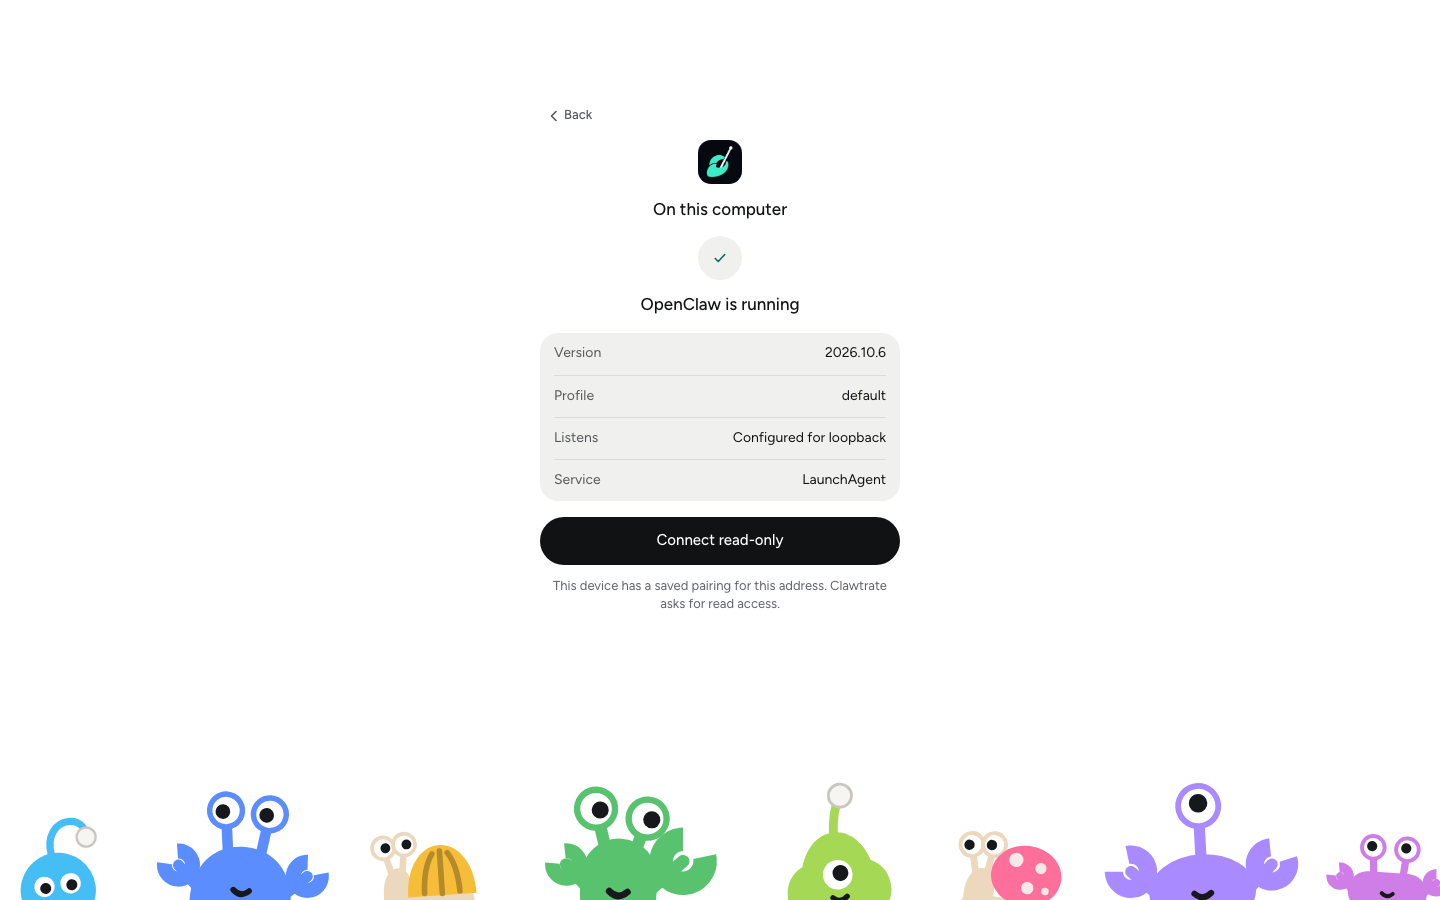 Back
On this computer
OpenClaw is running
Version 2026.10.6
Profile default
Listens Configured for loopback
Service LaunchAgent
Connect read-only
This device has a saved pairing for this address. Clawtrate
asks for read access.